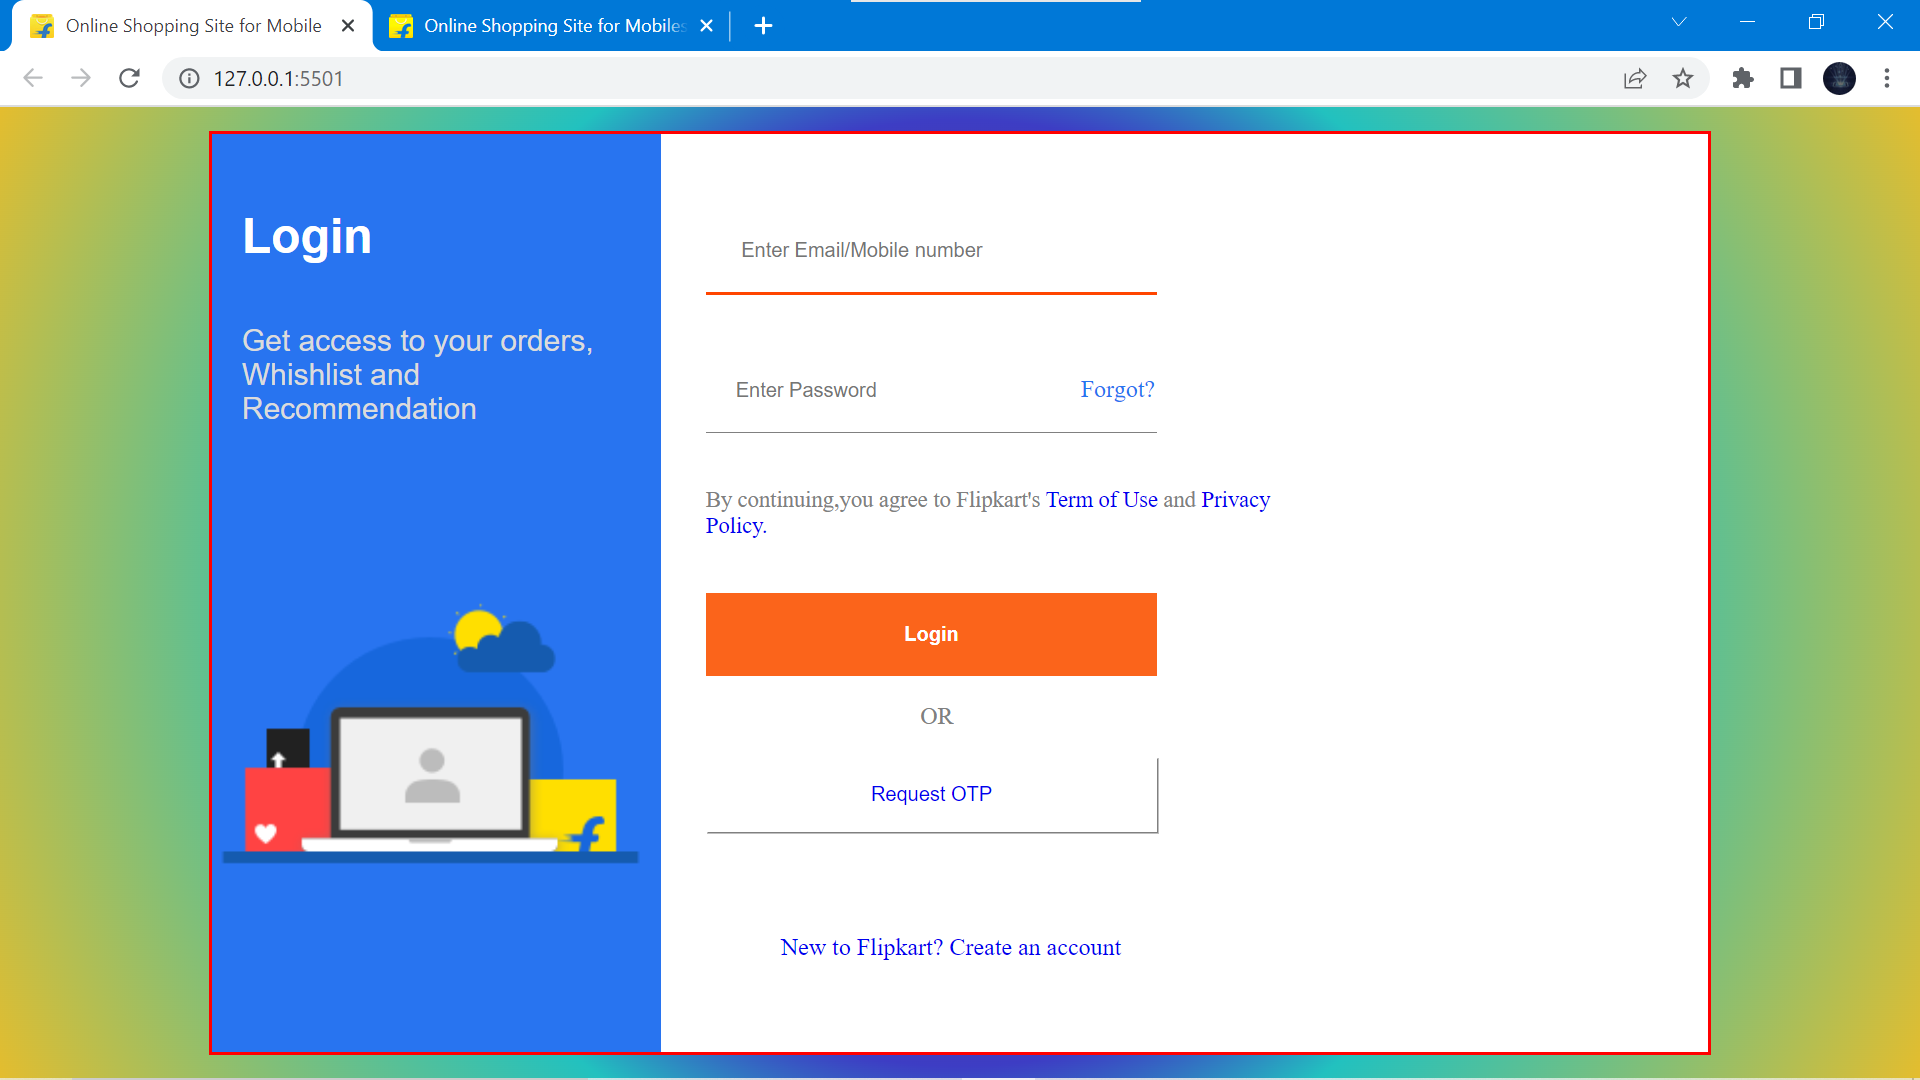 Online Shopping Site for Mobile
Online Shopping Site for Mobiles
127.0.0.1:5501
Login
Get access to your orders,
Whishlist and
Recommendation
Enter Email/Mobile number
Enter Password
Forgot?
By continuing,you agree to Flipkart's Term of Use and Privacy
Policy.
Login
OR
Request OTP
New to Flipkart? Create an account